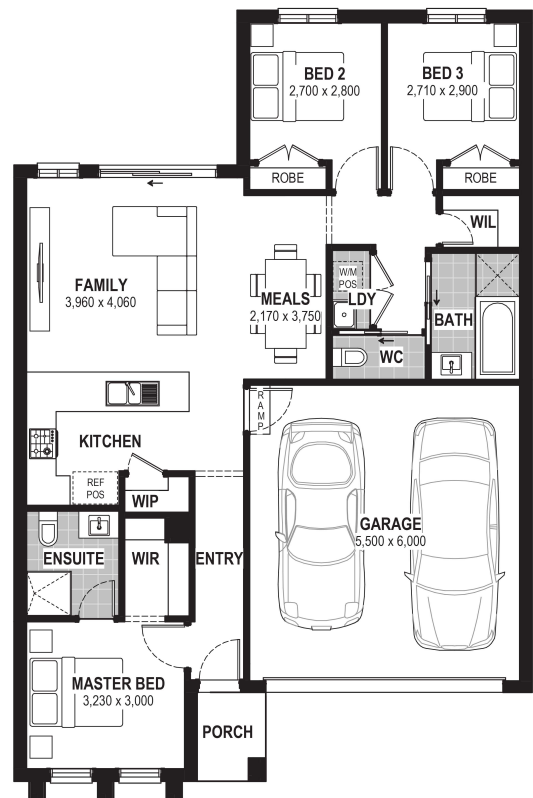 BED 2
2,700 x 2,800
BED 3
2,710 x 2,900
ROBE
ROBE
WIL
FAMILY
3,960 x 4,060
MEALS
2,170 x 3,750
W/M
POS
LDY
BATH
WC
KITCHEN
RAMP
REF
POS
WIP
GARAGE
5,500 x 6,000
ENSUITE
WIR
ENTRY
MASTER BED
3,230 x 3,000
PORCH